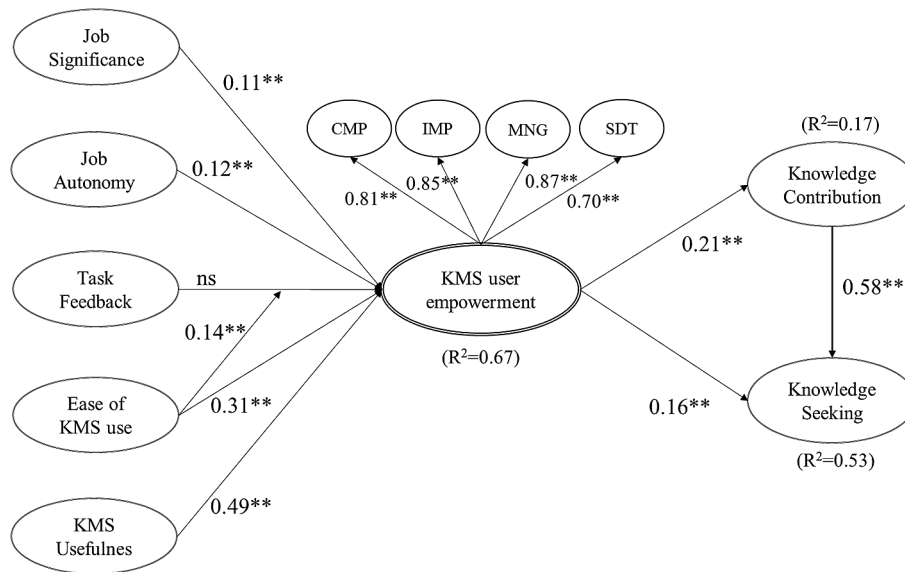 Job
Significance
0.11**
CMP
IMP
MNG
SDT
(R²=0.17)
Job
Autonomy
0.12**
0.81**
0.85**
0.87**
0.70**
Knowledge
Contribution
0.21**
Task
Feedback
ns
KMS user
empowerment
0.58**
0.14**
(R²=0.67)
Ease of
KMS use
0.31**
0.16**
Knowledge
Seeking
(R²=0.53)
0.49**
KMS
Usefulnes